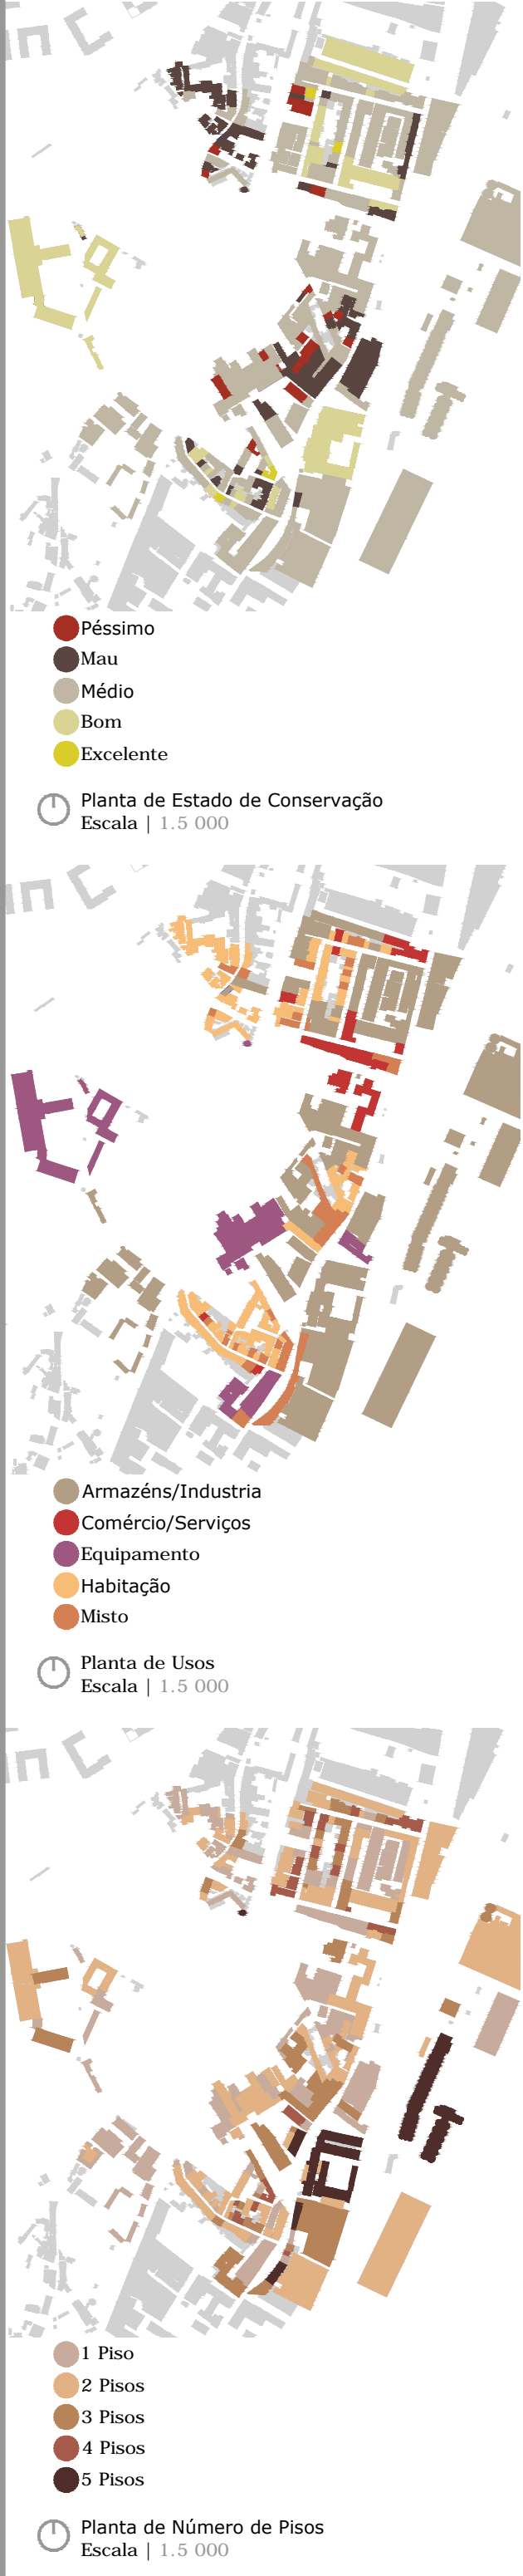 Péssimo
Mau
Médio
Bom
Excelente
Planta de Estado de Conservação
Escala | 1.5 000
Armazéns/Industria
Comércio/Serviços
Equipamento
Habitação
Misto
Planta de Usos
Escala | 1.5 000
1 Piso
2 Pisos
3 Pisos
4 Pisos
5 Pisos
Planta de Número de Pisos
Escala | 1.5 000